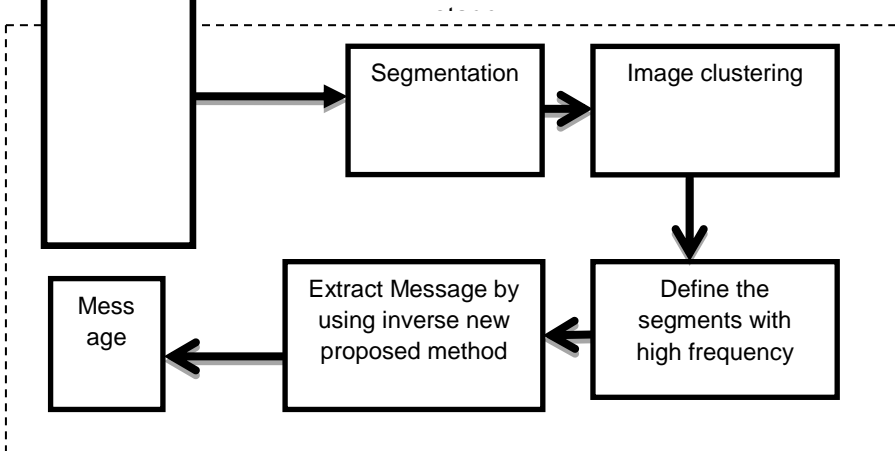 Segmentation
Image clustering
Define the
segments with
high frequency
Extract Message by
using inverse new
proposed method
Mess
age